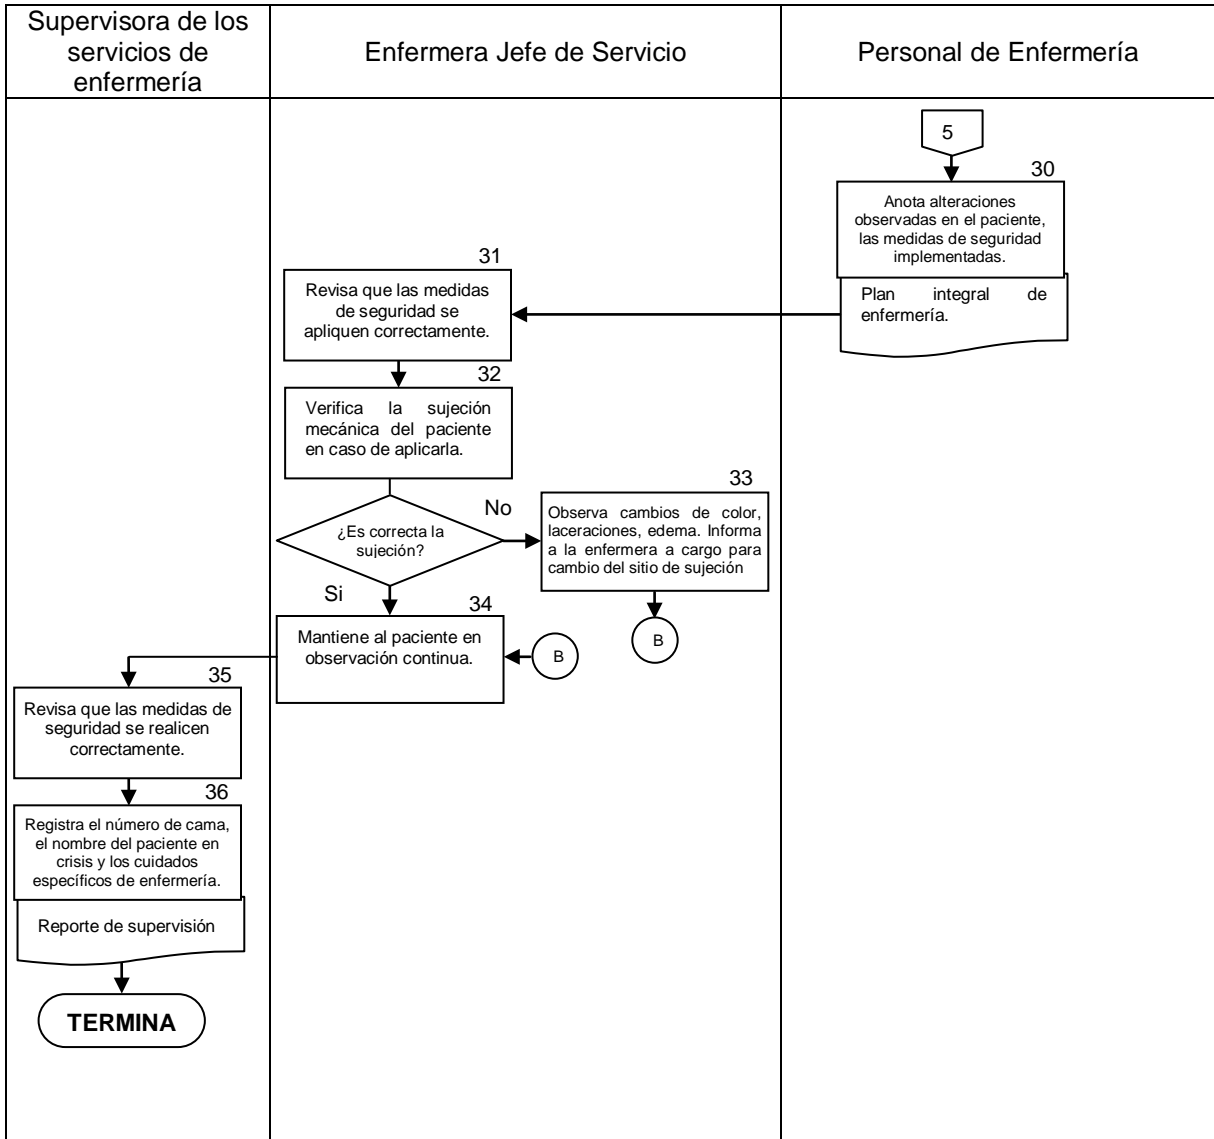 Supervisora de los
servicios de
enfermería
Enfermera Jefe de Servicio
Personal de Enfermería
5
30
Anota alteraciones
observadas en el paciente,
las medidas de seguridad
implementadas.
Plan integral de
enfermería.
31
Revisa que las medidas
de seguridad se
apliquen correctamente.
32
Verifica la sujeción
mecánica del paciente
en caso de aplicarla.
¿Es correcta la
sujeción?
No
33
Observa cambios de color,
laceraciones, edema. Informa
a la enfermera a cargo para
cambio del sitio de sujeción
B
Si
34
Mantiene al paciente en
observación continua.
B
35
Revisa que las medidas de
seguridad se realicen
correctamente.
36
Registra el número de cama,
el nombre del paciente en
crisis y los cuidados
específicos de enfermería.
Reporte de supervisión
TERMINA